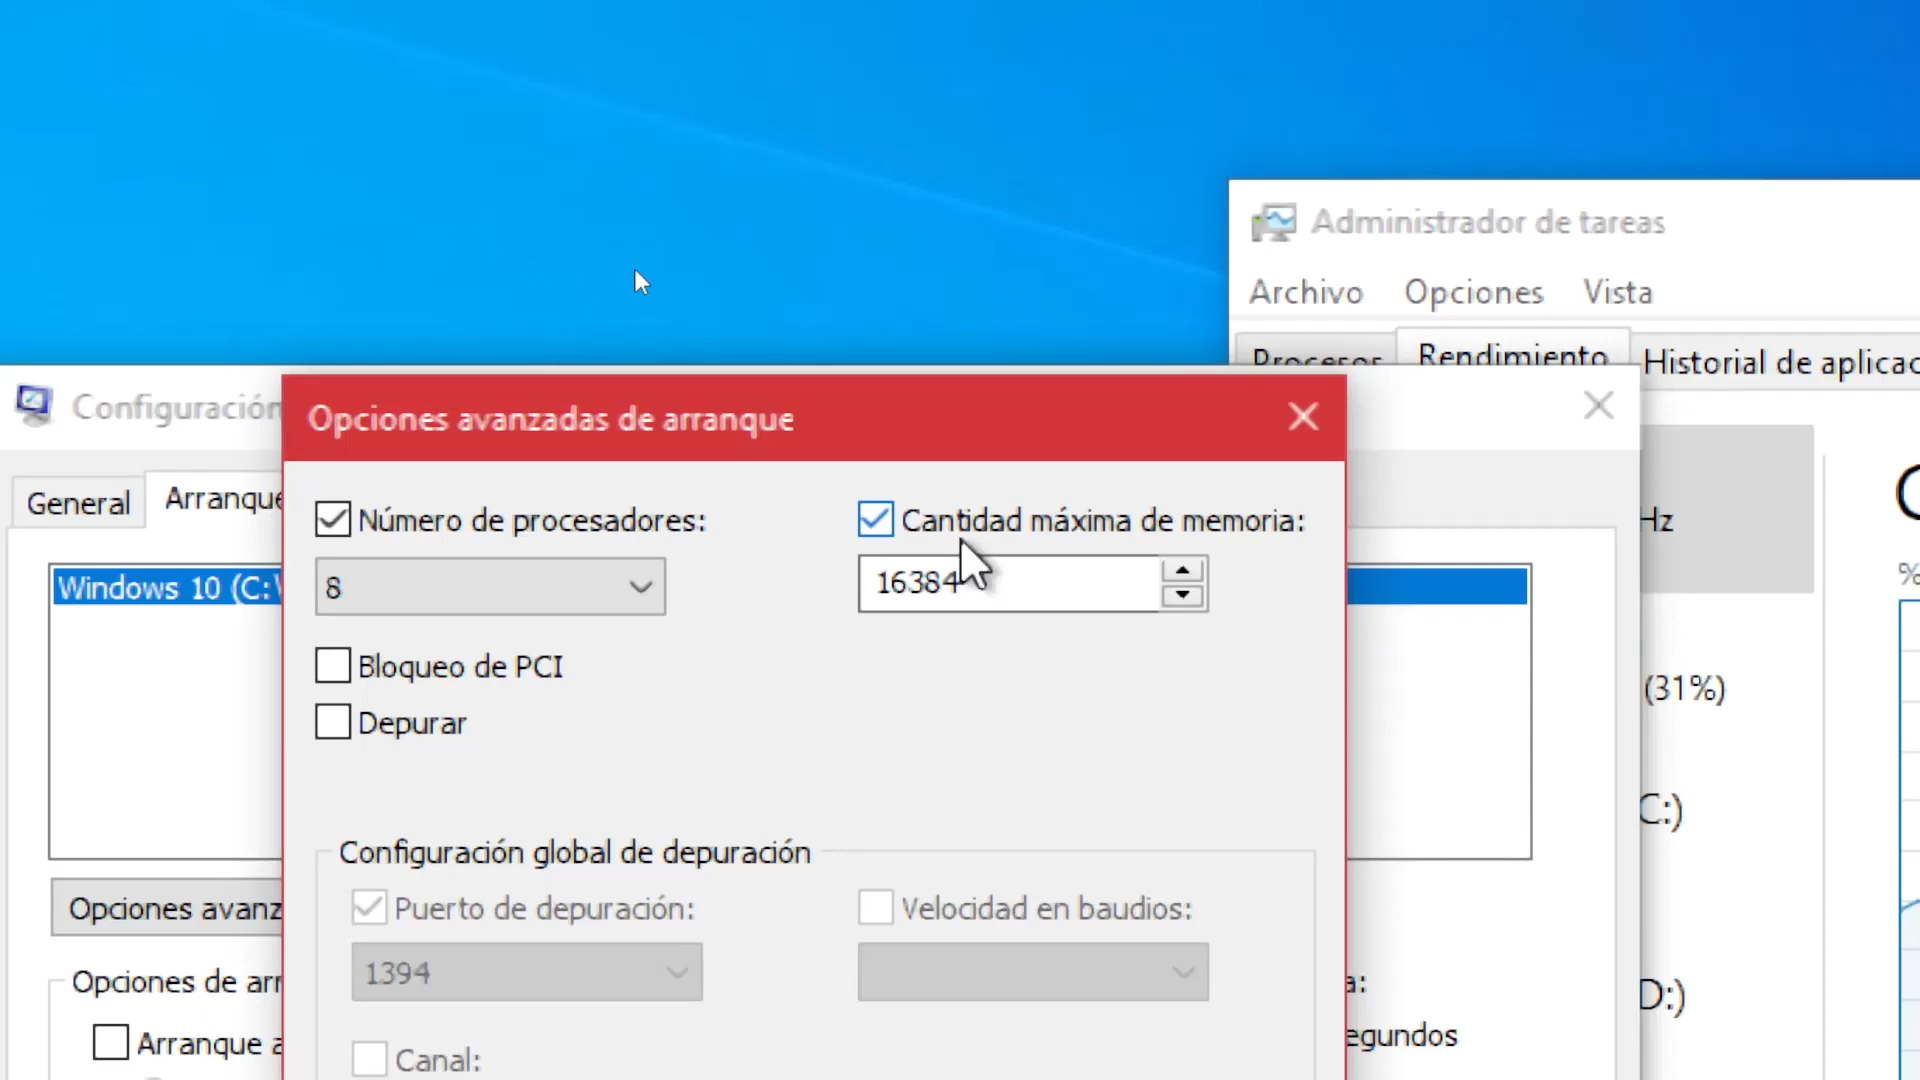 Administrador de tareas
Archivo Opciones Vista
Procesos Rendimiento Historial de aplicac
Configuración
Opciones avanzadas de arranque
General Arranque
Número de procesadores:
8
Cantidad máxima de memoria:
16384
Hz
%
Windows 10 (C:\
Bloqueo de PCI
Depurar
(31%)
C:)
Configuración global de depuración
Puerto de depuración:
1394
Velocidad en baudios:
Opciones avanz
Opciones de arr
a:
D:)
Arranque a
egundos
Canal: